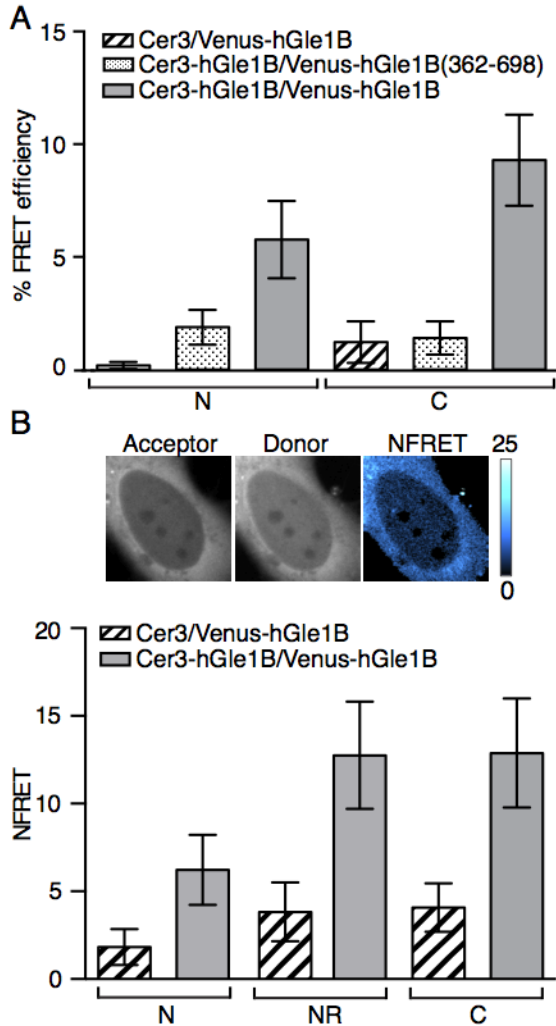 A
15
10
5
0
% FRET efficiency
Cer3/Venus-hGle1B
Cer3-hGle1B/Venus-hGle1B(362-698)
Cer3-hGle1B/Venus-hGle1B
N
C
B
Acceptor
Donor
NFRET
25
0
20
15
10
5
0
NFRET
Cer3/Venus-hGle1B
Cer3-hGle1B/Venus-hGle1B
N
NR
C